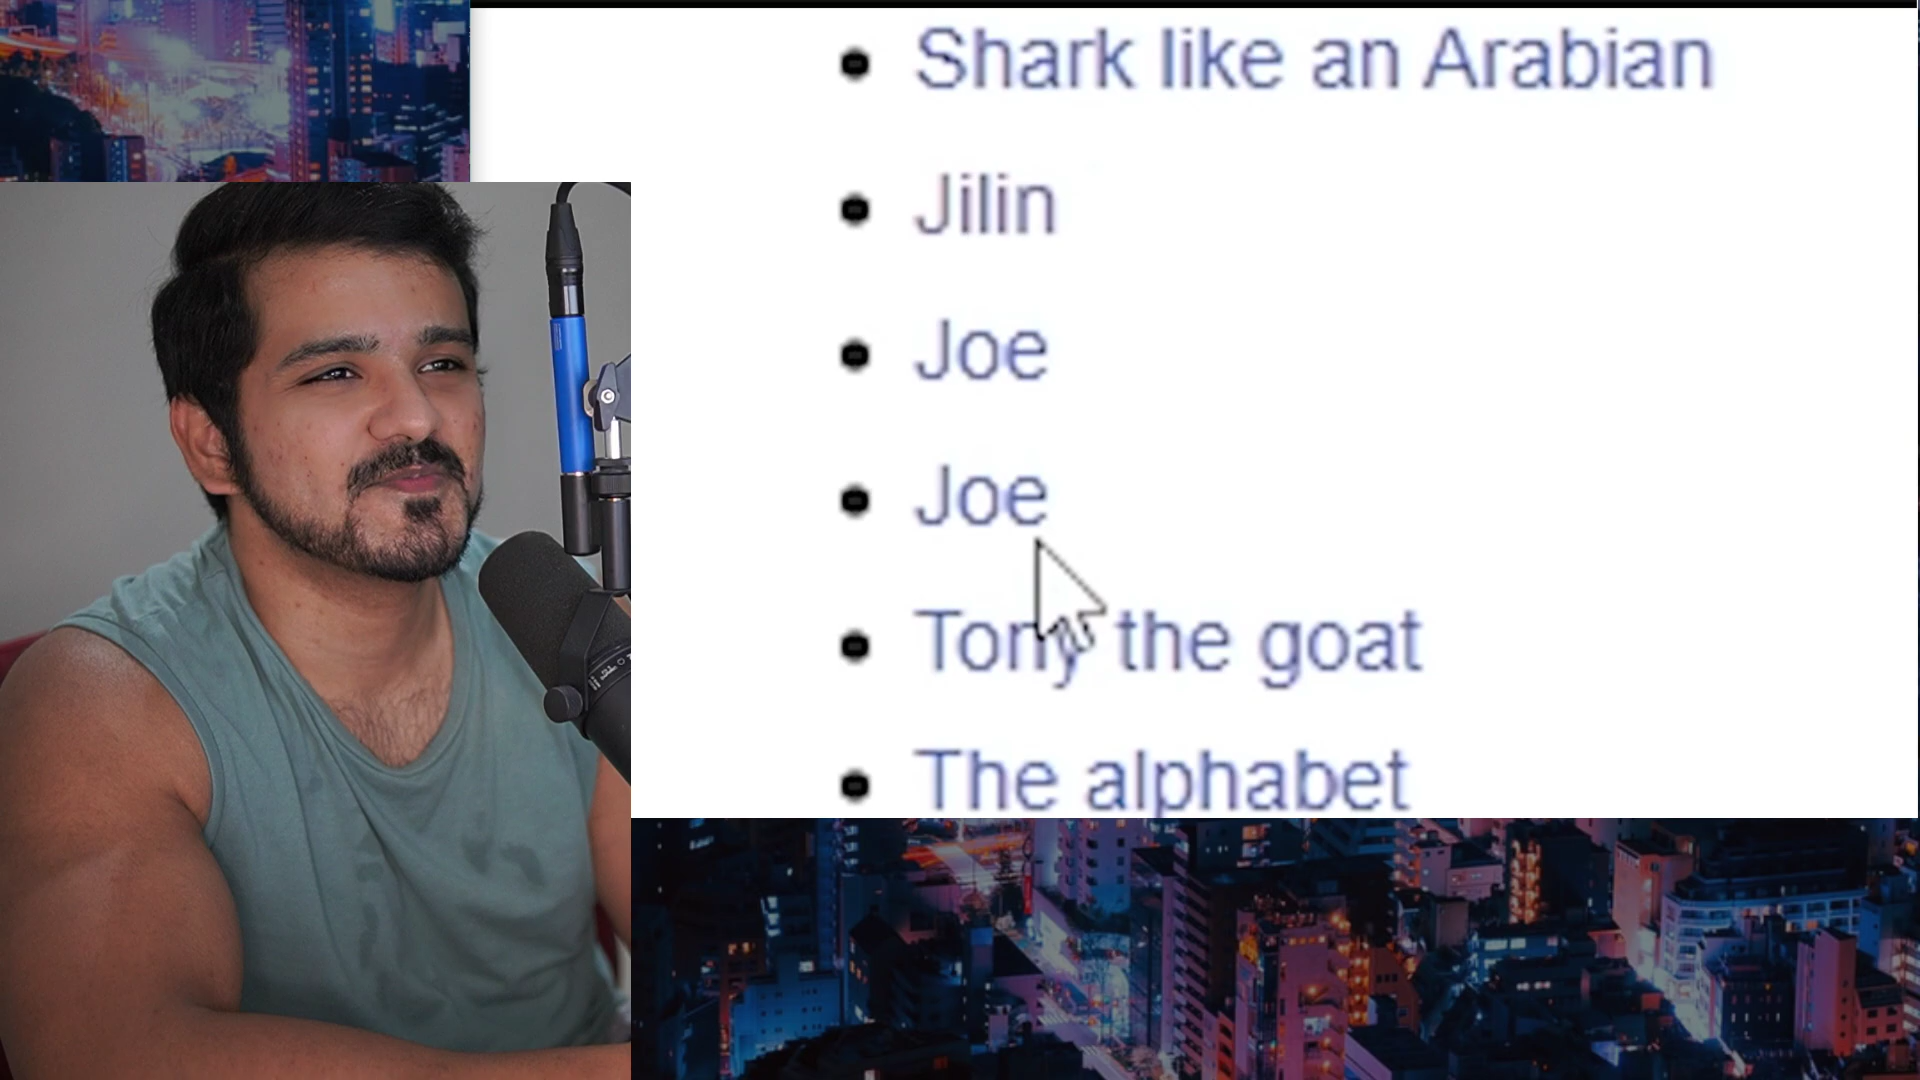 Shark like an Arabian
Jilin
Joe
Joe
Tony the goat
The alphabet